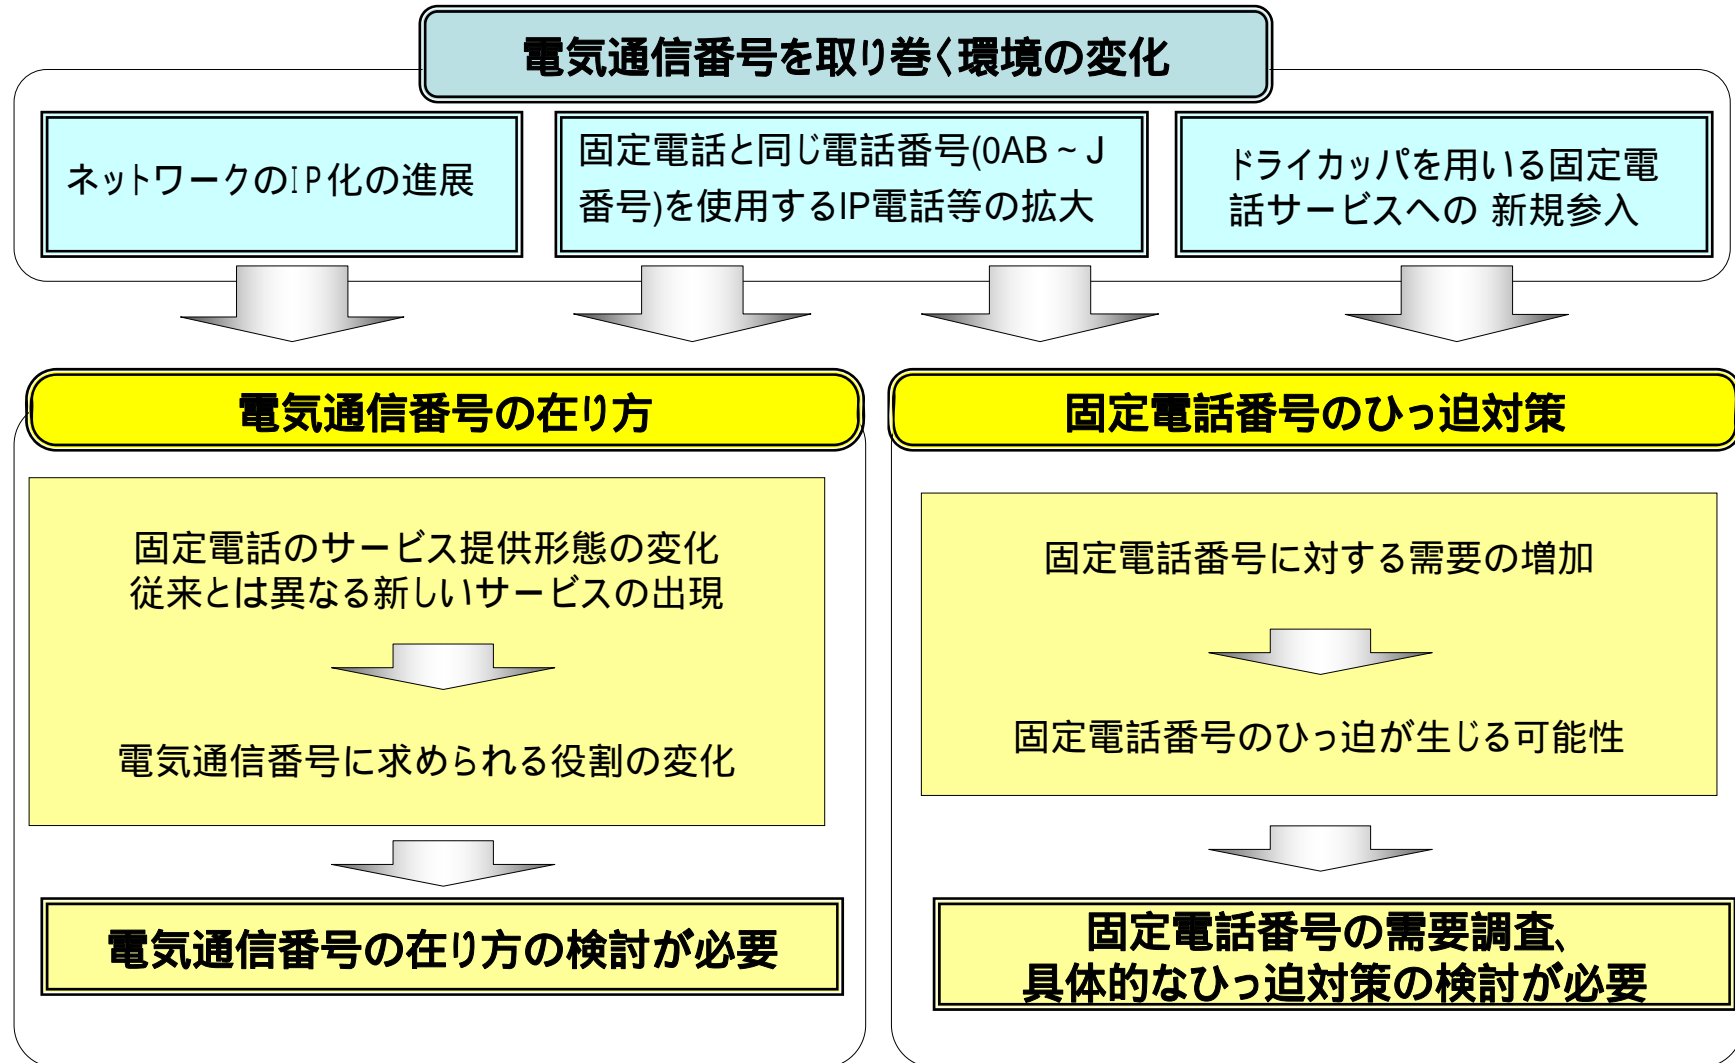 電気通信番号を取り巻く環境の変化
ネットワークのIP化の進展
固定電話と同じ電話番号(0AB~J
番号)を使用するIP電話等の拡大
ドライカッパを用いる固定電
話サービスへの 新規参入
電気通信番号の在り方
固定電話のサービス提供形態の変化
従来とは異なる新しいサービスの出現
電気通信番号に求められる役割の変化
電気通信番号の在り方の検討が必要
固定電話番号のひっ迫対策
固定電話番号に対する需要の増加
固定電話番号のひっ迫が生じる可能性
固定電話番号の需要調査、
具体的なひっ迫対策の検討が必要